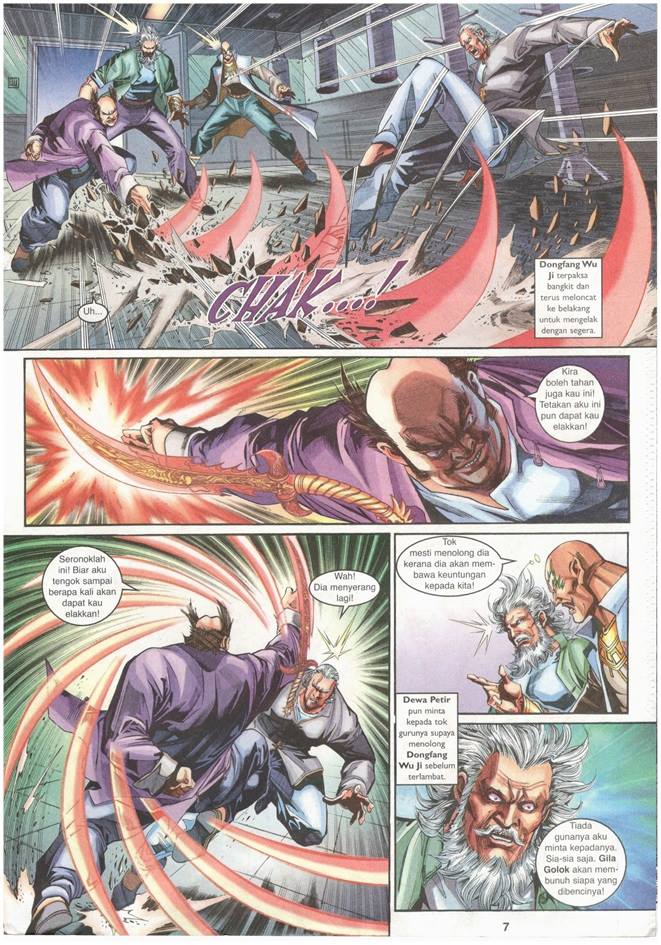 Uh...
CHAK....!
Dongfang Wu
Ji terpaksa
bangkit dan
terus meloncat
ke belakang
untuk mengelak
dengan segera.
Kira
boleh tahan
juga kau ini!
Tetakan aku ini
pun dapat kau
elakkan!
Seronoklah
ini! Biar aku
tengok sampai
berapa kali akan
dapat kau
elakkan!
Wah!
Dia menyerang
lagi!
Tok
mesti menolong dia
kerana dia akan mem-
bawa keuntungan
kepada kita!
Dewa Petir
pun minta
kepada tok
gurunya supaya
menolong
Dongfang
Wu Ji sebelum
terlambat.
Tiada
gunanya aku
minta kepadanya.
Sia-sia saja. Gila
Golok akan mem-
bunuh siapa yang
dibencinya!
7